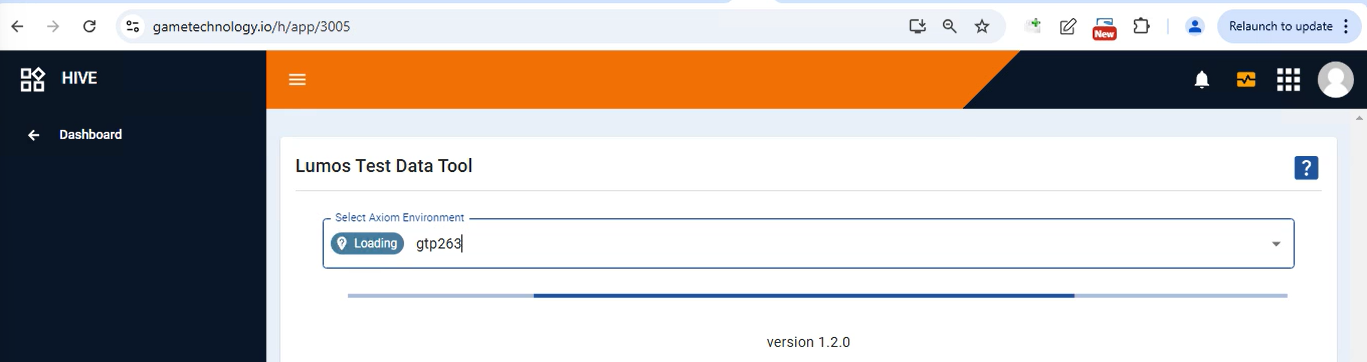 gametechnology.io/h/app/3005
New
Relaunch to update
HIVE
Dashboard
Lumos Test Data Tool
?
Select Axiom Environment
Loading gtp263
version 1.2.0